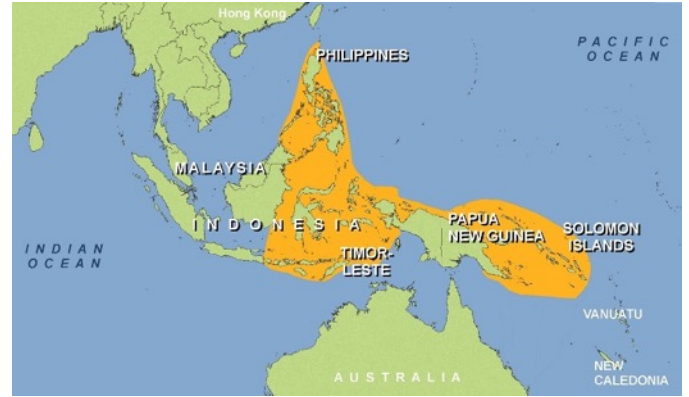 Hong Kong
PACIFIC
OCEAN
PHILIPPINES
MALAYSIA
INDONESIA
PAPUA
NEW GUINEA
SOLOMON
ISLANDS
INDIAN
OCEAN
TIMOR-
LESTE
VANUATU
NEW
CALEDONIA
AUSTRALIA